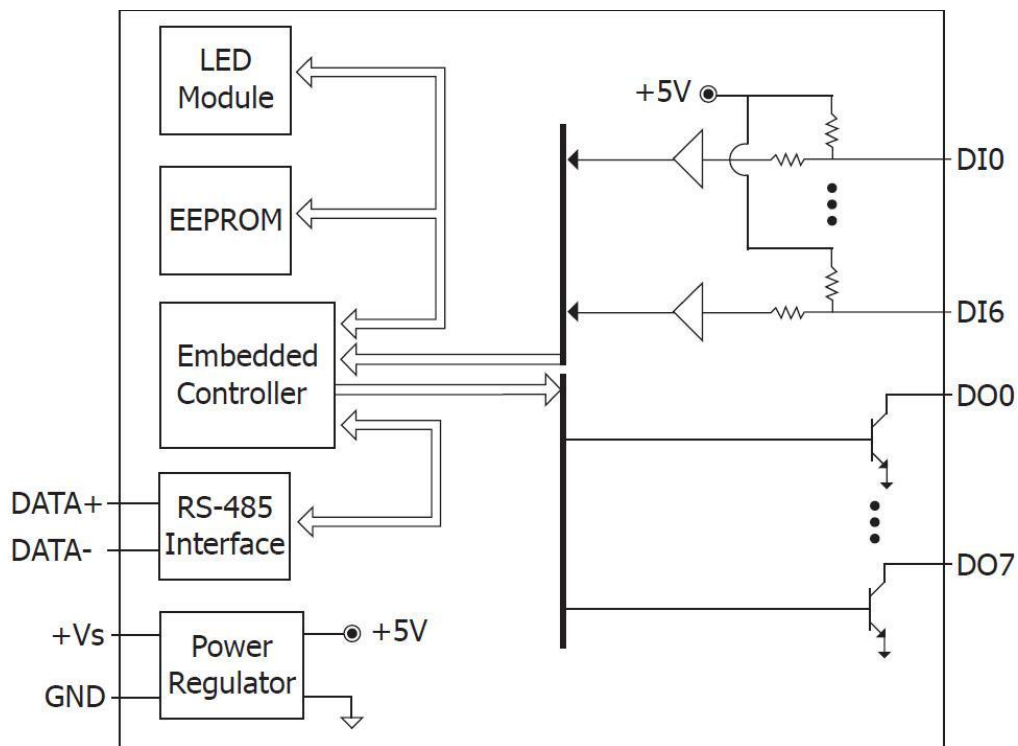 LED
Module
EEPROM
Embedded
Controller
RS-485
Interface
DATA+
DATA-
Power
Regulator
+Vs
GND
+5V
+5V
DI0
DI6
DO0
DO7